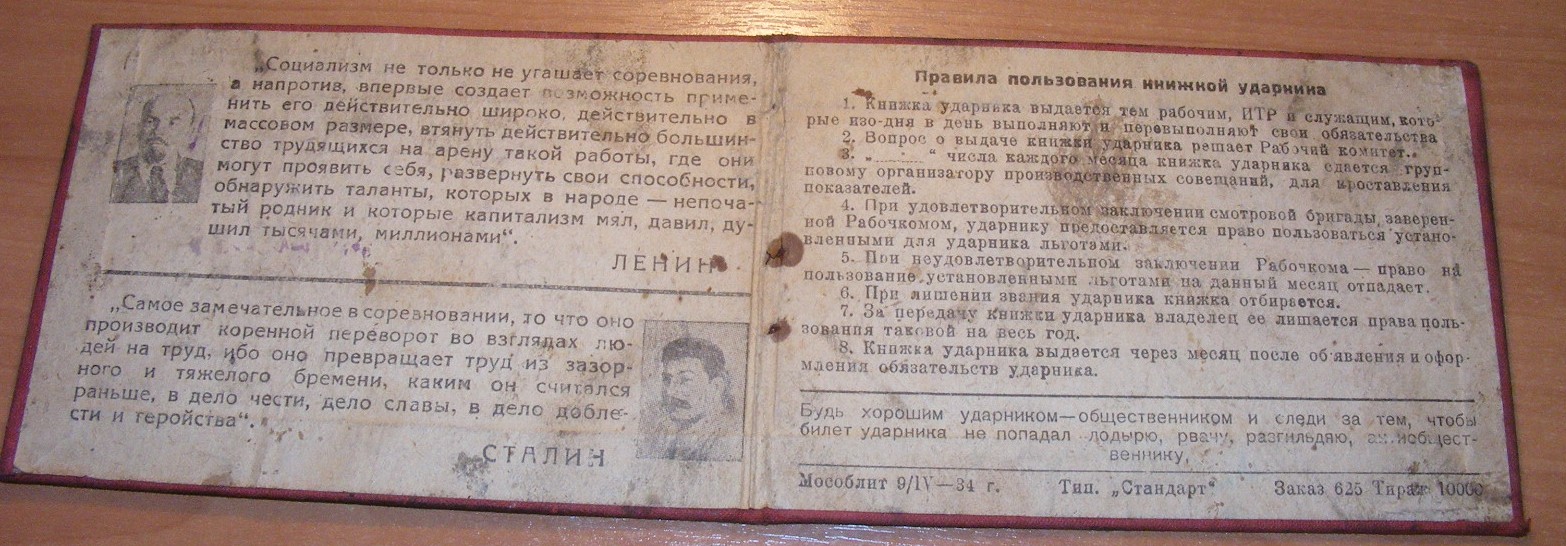 „Социализм не только не угашает соревнования,
а напротив, впервые создает возможность приме-
нить его действительно широко, действительно в
массовом размере, втянуть действительно большин-
ство трудящихся на арену такой работы, где они
могут проявить себя, развернуть свои способности,
обнаружить таланты, которых в народе — непоча-
тый родник и которые капитализм мял, давил, ду-
шил тысячами, миллионами“.
ЛЕНИН
„Самое замечательное в соревновании, то что оно
производит коренной переворот во взглядах лю-
дей на труд, ибо оно превращает труд из зазор-
ного и тяжелого бремени, каким он считался
раньше, в дело чести, дело славы, в дело добле-
сти и геройства“.
СТАЛИН
Правила пользования книжкой ударника
1. Книжка ударника выдается тем рабочим, ИТР и служащим, кото-
рые изо-дня в день выполняют и перевыполняют свои обязательства
2. Вопрос о выдаче книжки ударника решает Рабочий комитет.
3. „......“ числа каждого месяца книжка ударника сдается груп-
повому организатору производственных совещаний, для проставления
показателей.
4. При удовлетворительном заключении смотровой бригады, заверен-
ной Рабочкомом, ударнику предоставляется право пользоваться устано-
вленными для ударника льготами.
5. При неудовлетворительном заключении Рабочкома — право на
пользование установленными льготами на данный месяц отпадает.
6. При лишении звания ударника книжка отбирается.
7. За передачу книжки ударника владелец ее лишается права поль-
зования таковой на весь год.
8. Книжка ударника выдается через месяц после об'явления и офор-
мления обязательств ударника.
Будь хорошим ударником—общественником и следи за тем, чтобы
билет ударника не попадал лодырю, рвачу, разгильдяю, антиобщест-
веннику,
Мособлит 9/IV—34 г. Тип. „Стандарт“ Заказ 625 Тираж 10000